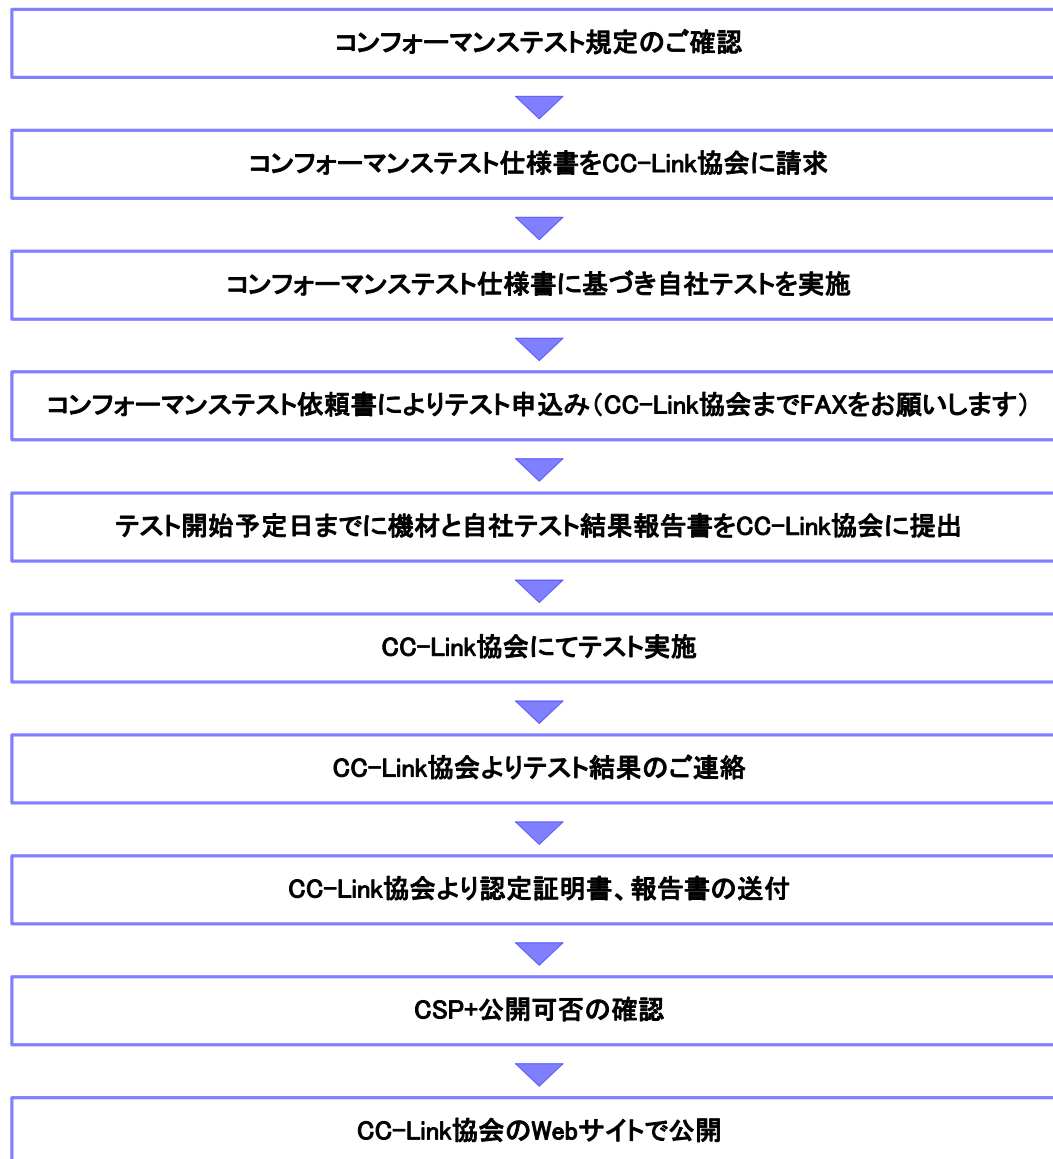 コンフォーマンステスト規定のご確認
コンフォーマンステスト仕様書をCC-Link協会に請求
コンフォーマンステスト仕様書に基づき自社テストを実施
コンフォーマンステスト依頼書によりテスト申込み（CC-Link協会までFAXをお願いします）
テスト開始予定日までに機材と自社テスト結果報告書をCC-Link協会に提出
CC-Link協会にてテスト実施
CC-Link協会よりテスト結果のご連絡
CC-Link協会より認定証明書、報告書の送付
CSP+公開可否の確認
CC-Link協会のWebサイトで公開